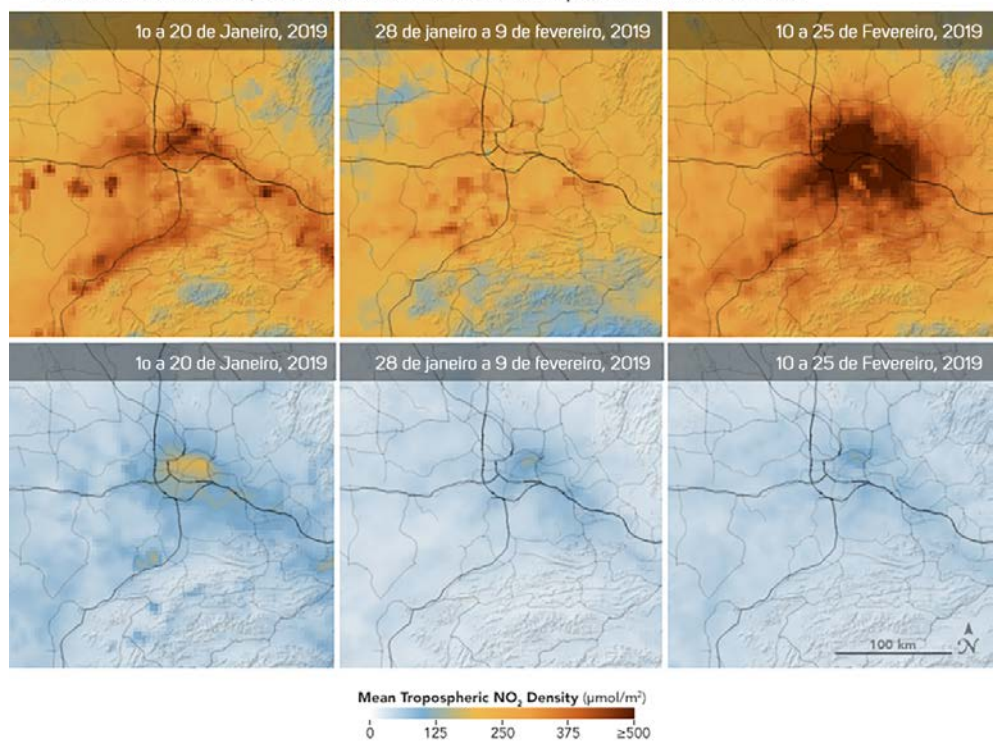 1o a 20 de Janeiro, 2019
28 de janeiro a 9 de fevereiro, 2019
10 a 25 de Fevereiro, 2019
1o a 20 de Janeiro, 2019
28 de janeiro a 9 de fevereiro, 2019
10 a 25 de Fevereiro, 2019
100 km
N
Mean Tropospheric NO₂ Density (μmol/m²)
0 125 250 375 ≥500